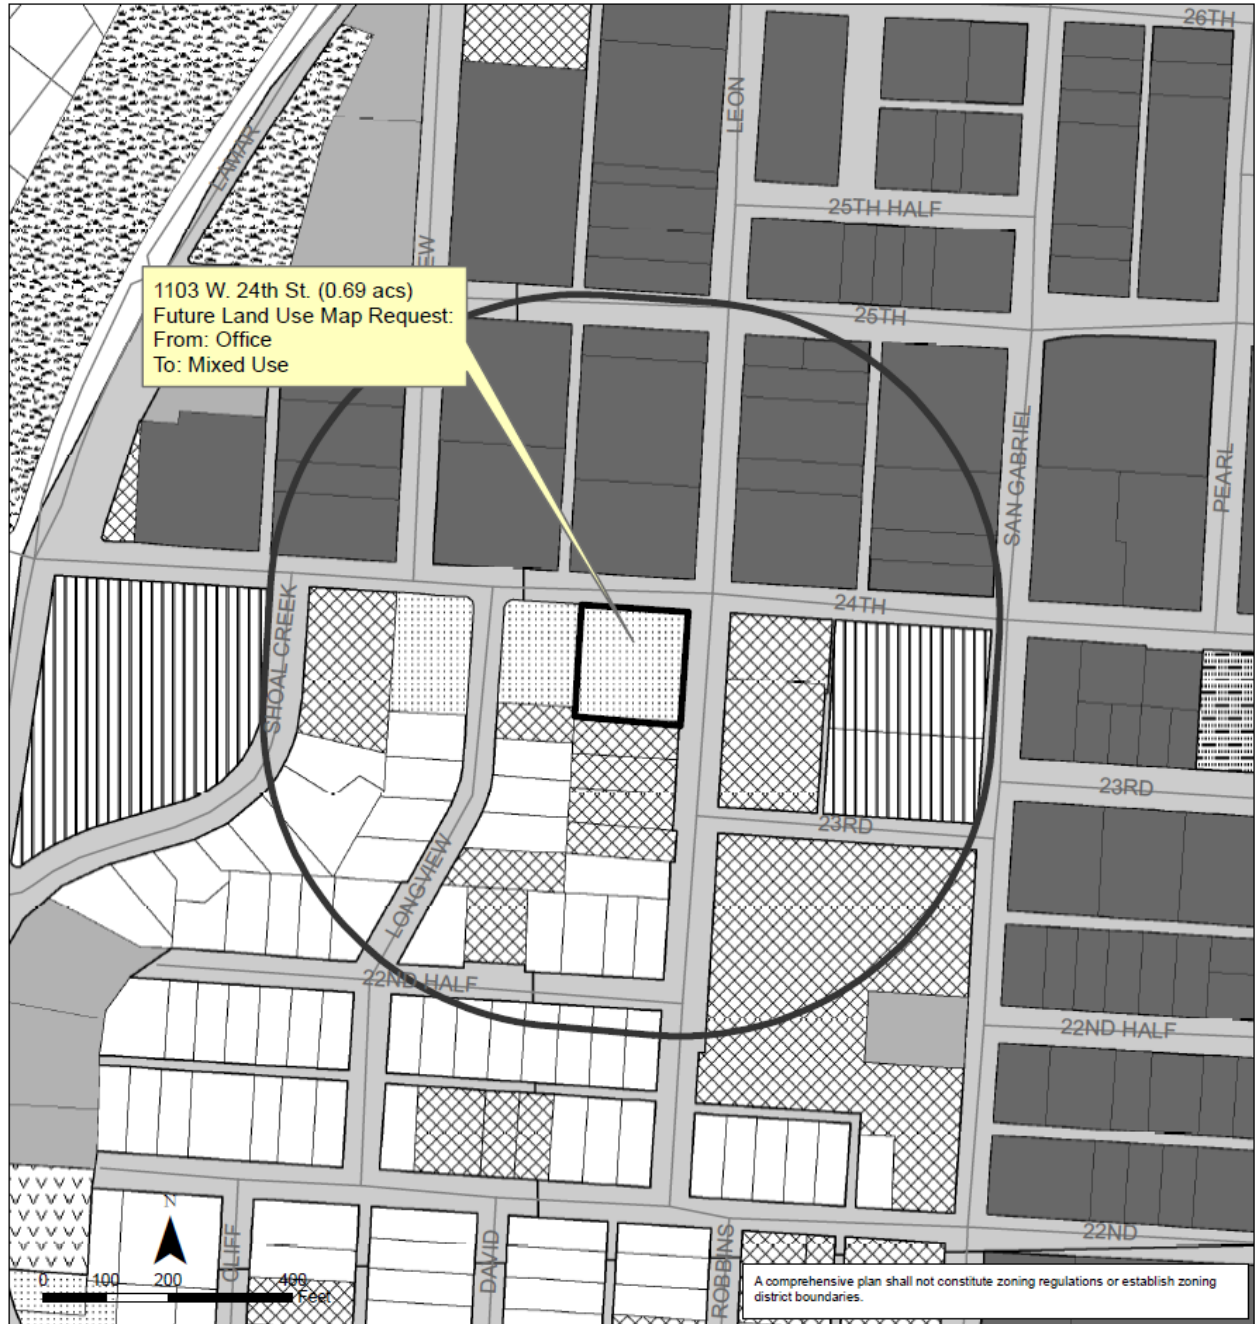 26TH
LEON
LAMAR
25TH HALF
EW
1103 W. 24th St. (0.69 acs)
Future Land Use Map Request:
From: Office
To: Mixed Use
25TH
SAN GABRIEL
PEARL
24TH
SHOAL CREEK
23RD
23RD
LONGVIEW
22ND HALF
22ND HALF
22ND
N
CLIFF
DAVID
ROBBINS
0 100 200 400
Feet
A comprehensive plan shall not constitute zoning regulations or establish zoning
district boundaries.